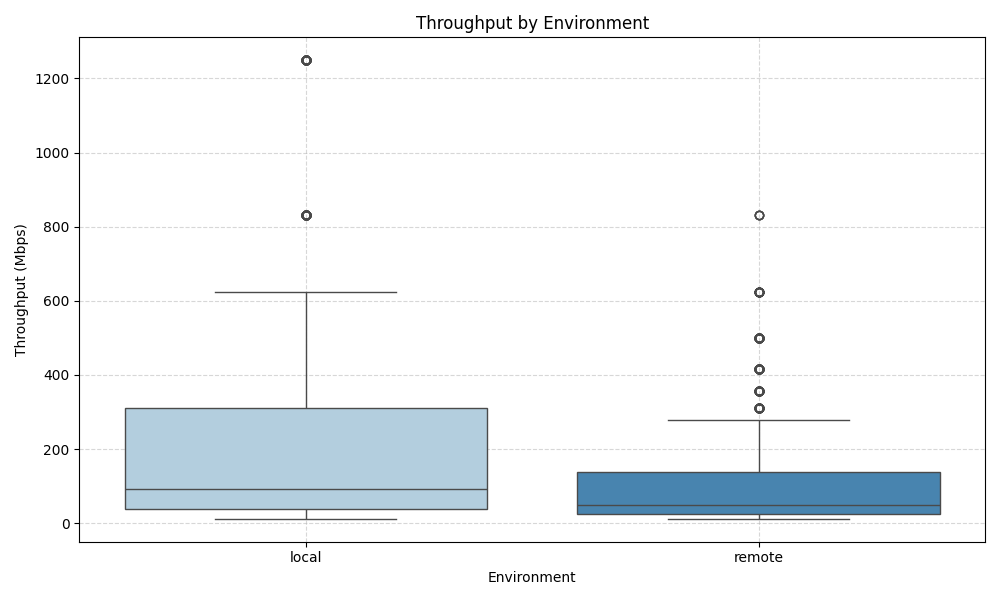 Throughput by Environment
Throughput (Mbps)
1200
1000
800
600
400
200
0
local
remote
Environment